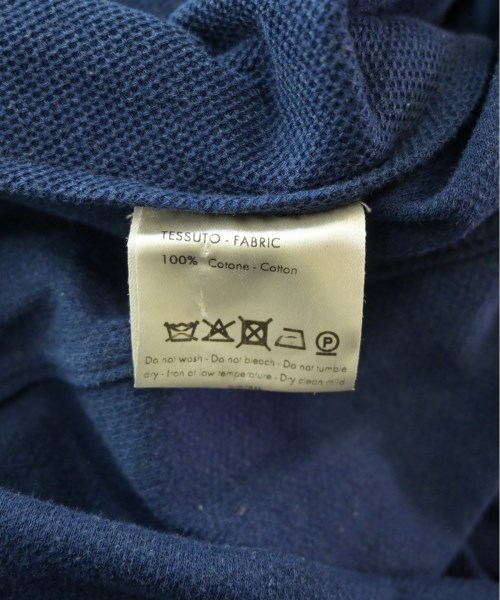 TESSUTO - FABRIC
100% Cotone - Cotton
P
Do not wash - Do not bleach - Do not tumble
dry - Iron at low temperature - Dry clean mild